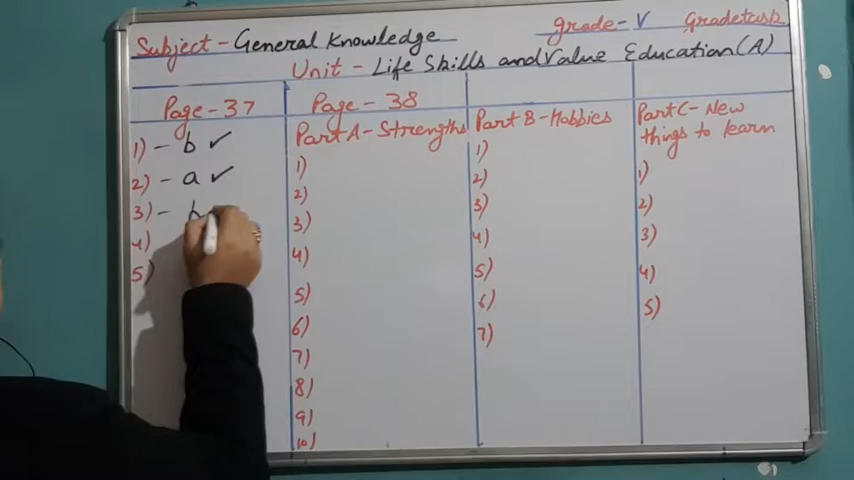 Subject - General Knowledge grade - V Gradetask
Unit - Life Skills and Value Education (A)
Page - 37
1) - b ✓
2) - a ✓
3) - b
4)
5)
Page - 38
Part A - Strengths
1)
2)
3)
4)
5)
6)
7)
8)
9)
10)
Part B - Hobbies
1)
2)
3)
4)
5)
6)
7)
Part C - New
things to learn
1)
2)
3)
4)
5)